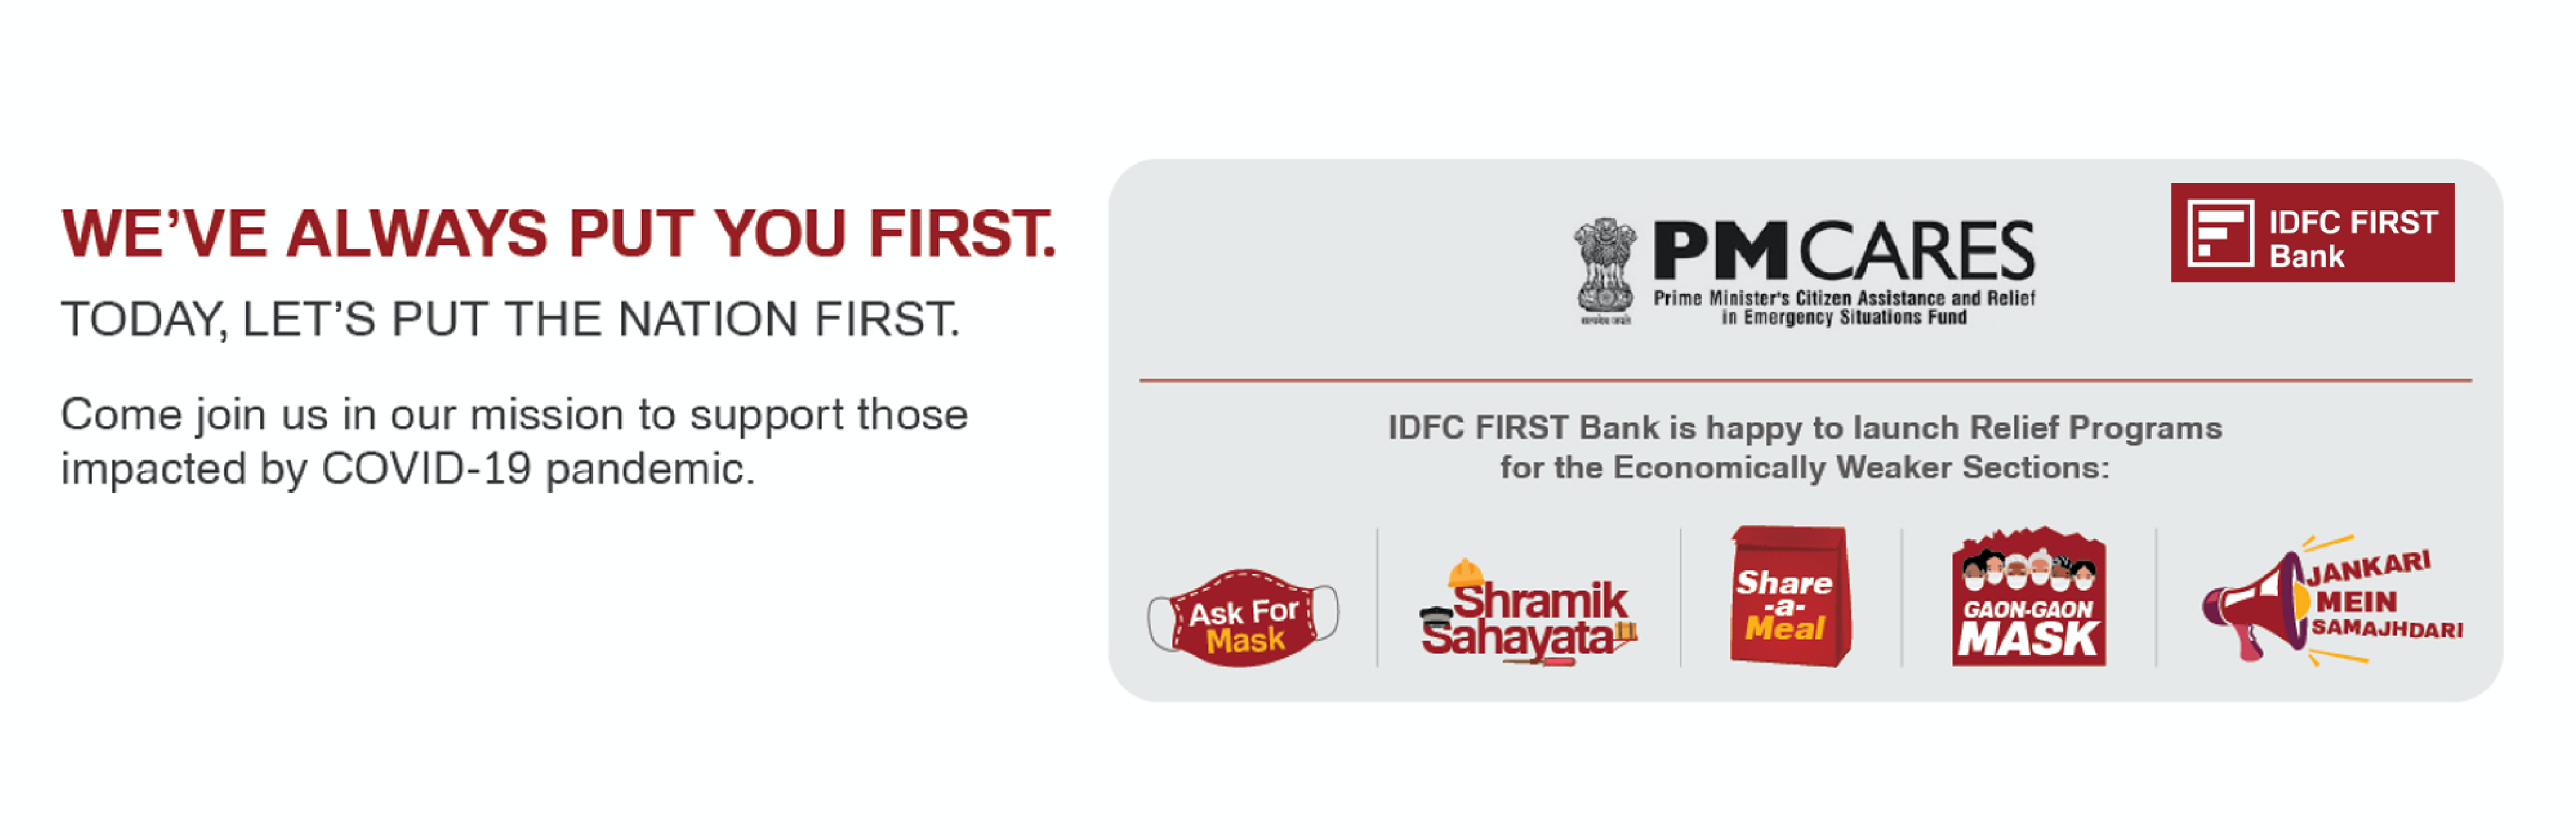 WE’VE ALWAYS PUT YOU FIRST.
TODAY, LET’S PUT THE NATION FIRST.
Come join us in our mission to support those
impacted by COVID-19 pandemic.
PM CARES
Prime Minister's Citizen Assistance and Relief
in Emergency Situations Fund
सत्यमेव जयते
IDFC FIRST
Bank
IDFC FIRST Bank is happy to launch Relief Programs
for the Economically Weaker Sections:
Ask For
Mask
Shramik
Sahayata
Share
-a-
Meal
GAON-GAON
MASK
JANKARI
MEIN
SAMAJHDARI